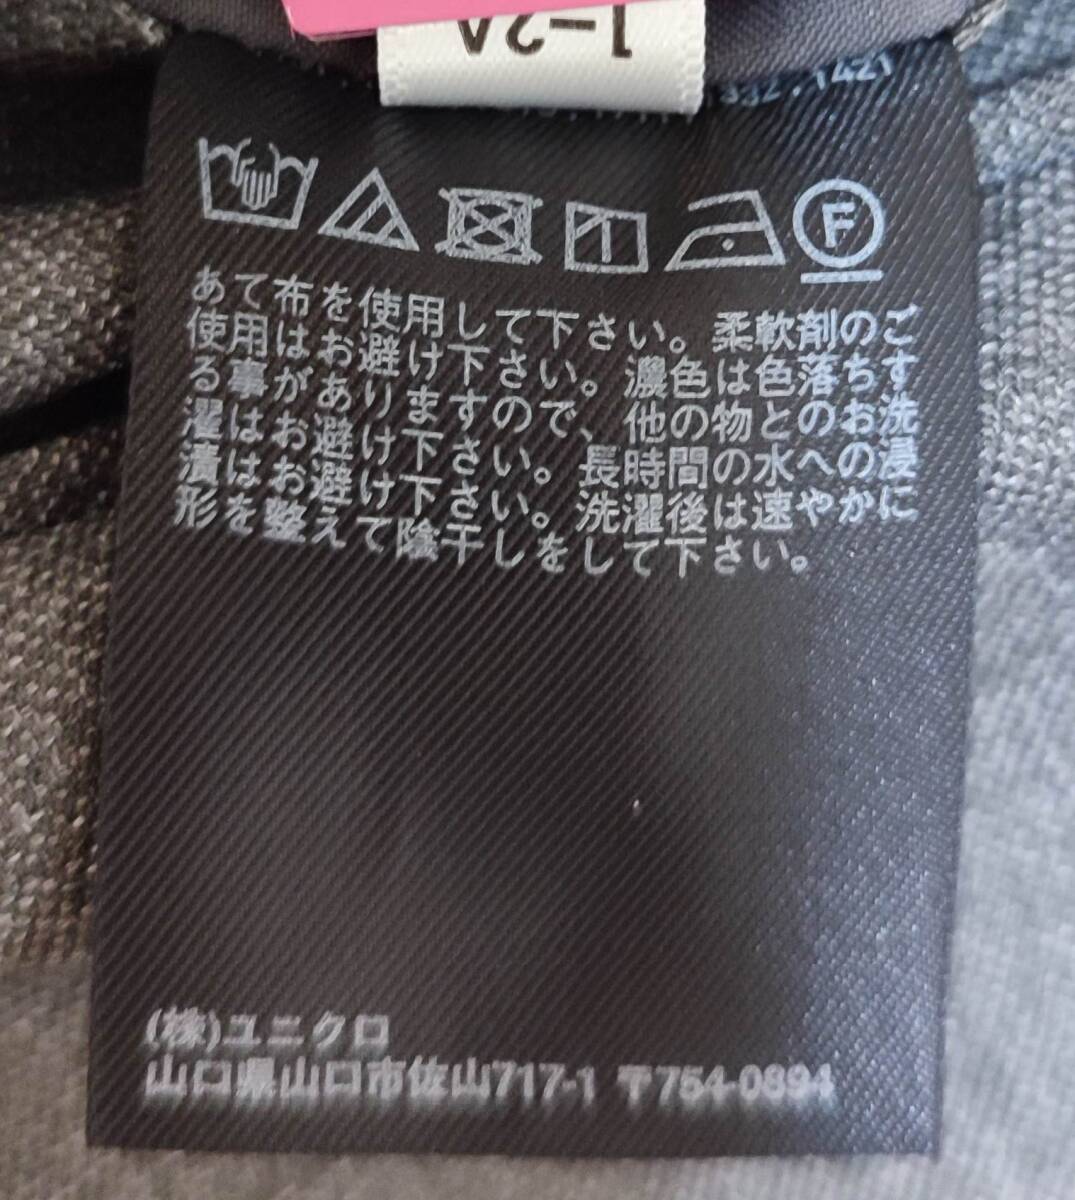 1-2A
F
あて布を使用して下さい。柔軟剤のご
使用はお避け下さい。濃色は色落ちす
る事がありますので、他の物とのお洗
濯はお避け下さい。長時間の水への浸
漬はお避け下さい。洗濯後は速やかに
形を整えて陰干しをして下さい。
(株)ユニクロ
山口県山口市佐山717-1 〒754-0894